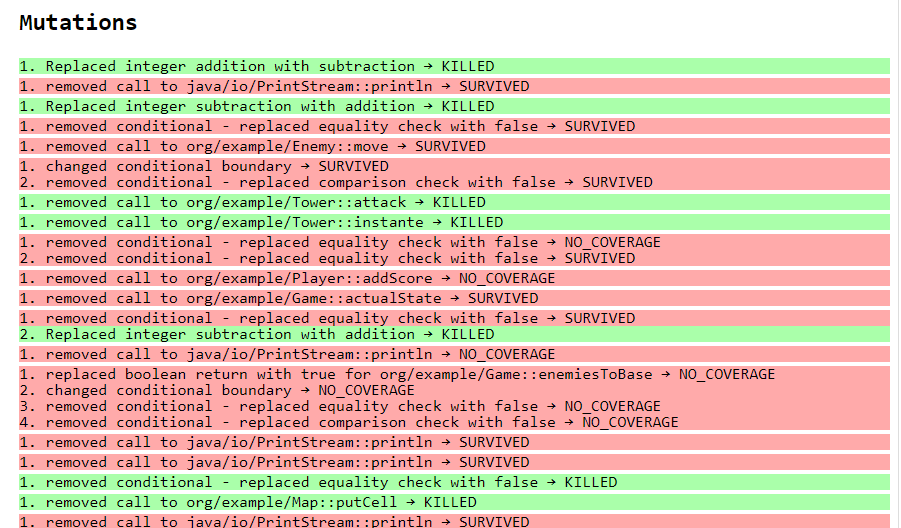 Mutations
1. Replaced integer addition with subtraction → KILLED
1. removed call to java/io/PrintStream::println → SURVIVED
1. Replaced integer subtraction with addition → KILLED
1. removed conditional - replaced equality check with false → SURVIVED
1. removed call to org/example/Enemy::move → SURVIVED
1. changed conditional boundary → SURVIVED
2. removed conditional - replaced comparison check with false → SURVIVED
1. removed call to org/example/Tower::attack → KILLED
1. removed call to org/example/Tower::instante → KILLED
1. removed conditional - replaced equality check with false → NO_COVERAGE
2. removed conditional - replaced equality check with false → SURVIVED
1. removed call to org/example/Player::addScore → NO_COVERAGE
1. removed call to org/example/Game::actualState → SURVIVED
1. removed conditional - replaced equality check with false → SURVIVED
2. Replaced integer subtraction with addition → KILLED
1. removed call to java/io/PrintStream::println → NO_COVERAGE
1. replaced boolean return with true for org/example/Game::enemiesToBase → NO_COVERAGE
2. changed conditional boundary → NO_COVERAGE
3. removed conditional - replaced equality check with false → NO_COVERAGE
4. removed conditional - replaced comparison check with false → NO_COVERAGE
1. removed call to java/io/PrintStream::println → SURVIVED
1. removed call to java/io/PrintStream::println → SURVIVED
1. removed conditional - replaced equality check with false → KILLED
1. removed call to org/example/Map::putCell → KILLED
1. removed call to java/io/PrintStream::println → SURVIVED